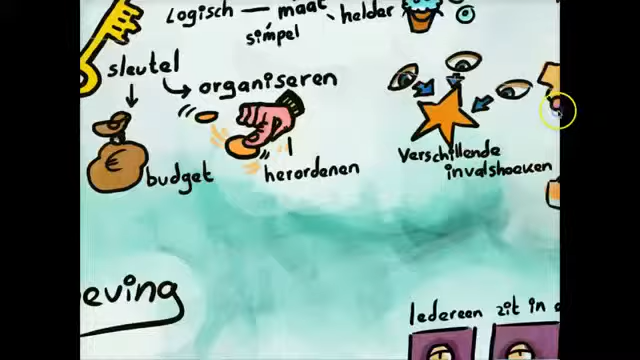 Logisch — maat helder
simpel
sleutel
organiseren
budget
herordenen
Verschillende
invalshoeken
eving
Iedereen zit in